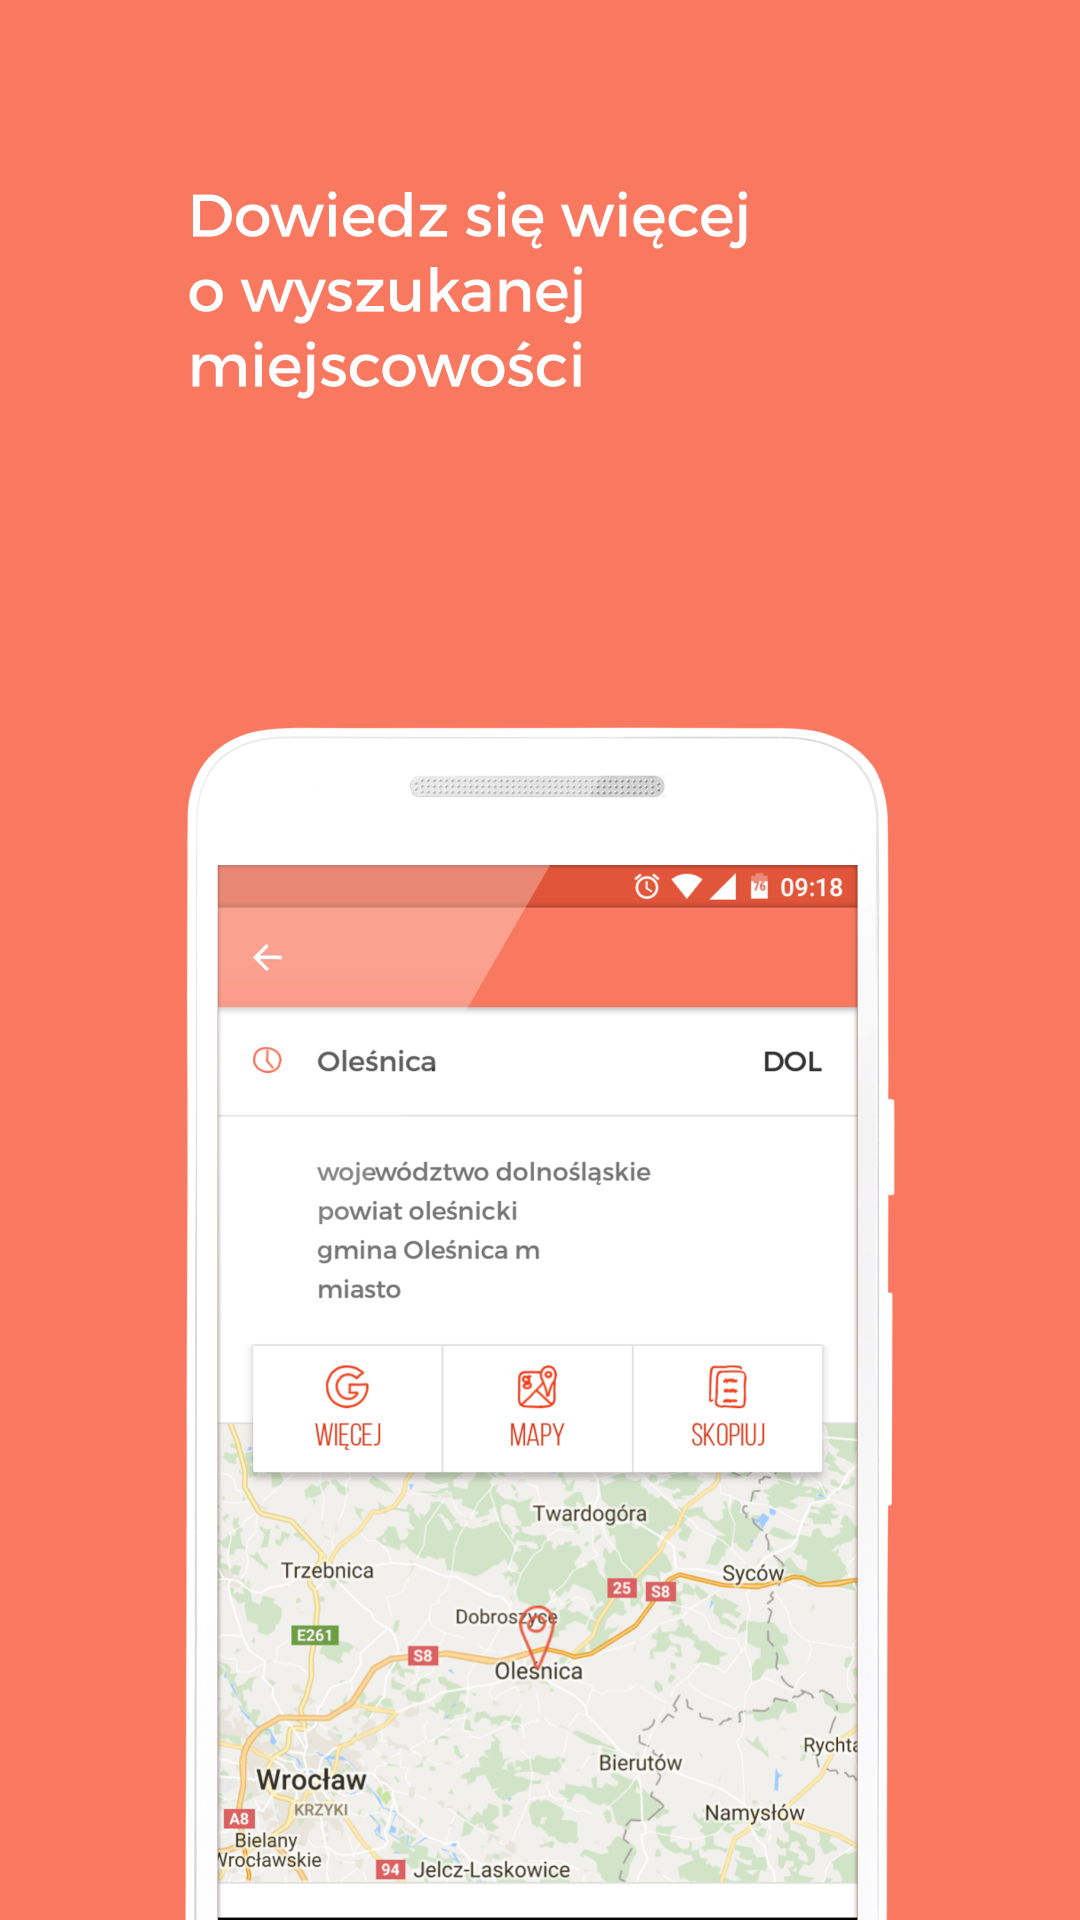 Dowiedz się więcej
o wyszukanej
miejscowości
76 09:18
Oleśnica DOL
województwo dolnośląskie
powiat oleśnicki
gmina Oleśnica m
miasto
WIĘCEJ MAPY SKOPIUJ
Twardogóra
Trzebnica
Syców
25 S8
Dobroszyce
E261
S8
Oleśnica
Rychta
Bierutów
Wrocław
KRZYKI
Namysłów
A8
Bielany
Wrocławskie
94 Jelcz-Laskowice